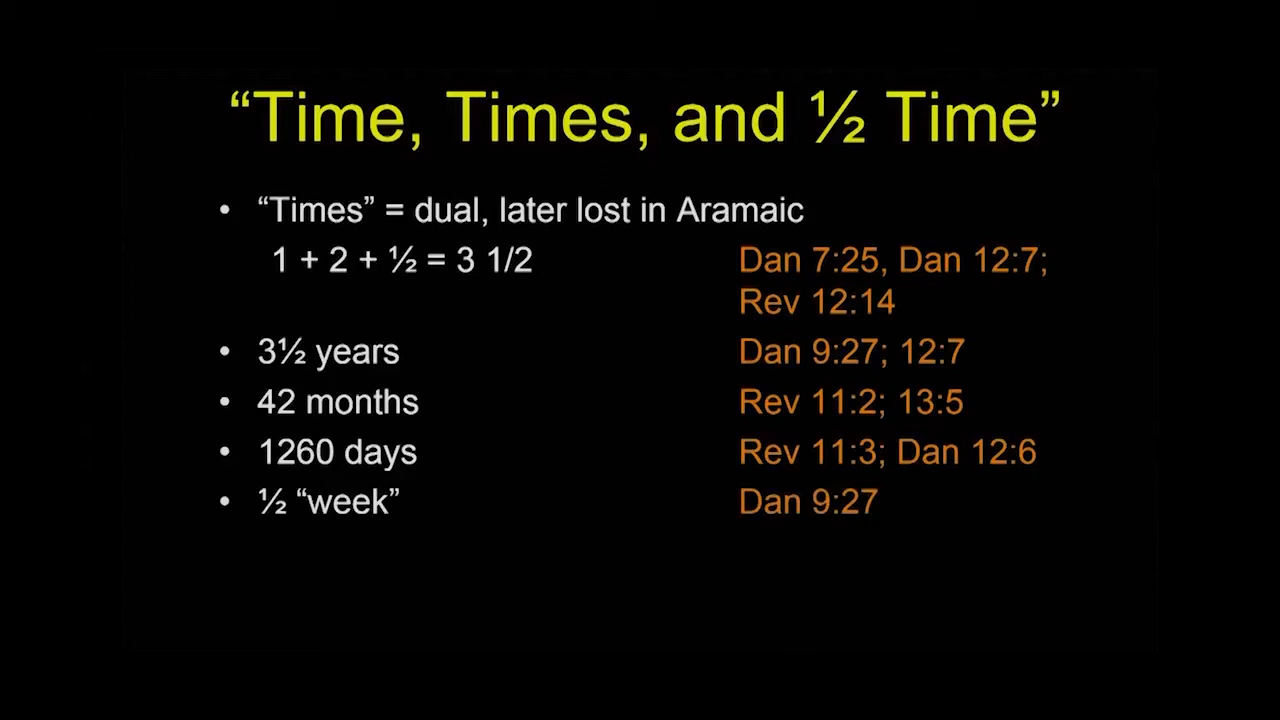 “Time, Times, and ½ Time”
• “Times” = dual, later lost in Aramaic
1 + 2 + ½ = 3 1/2 Dan 7:25, Dan 12:7;
Rev 12:14
• 3½ years Dan 9:27; 12:7
• 42 months Rev 11:2; 13:5
• 1260 days Rev 11:3; Dan 12:6
• ½ “week” Dan 9:27